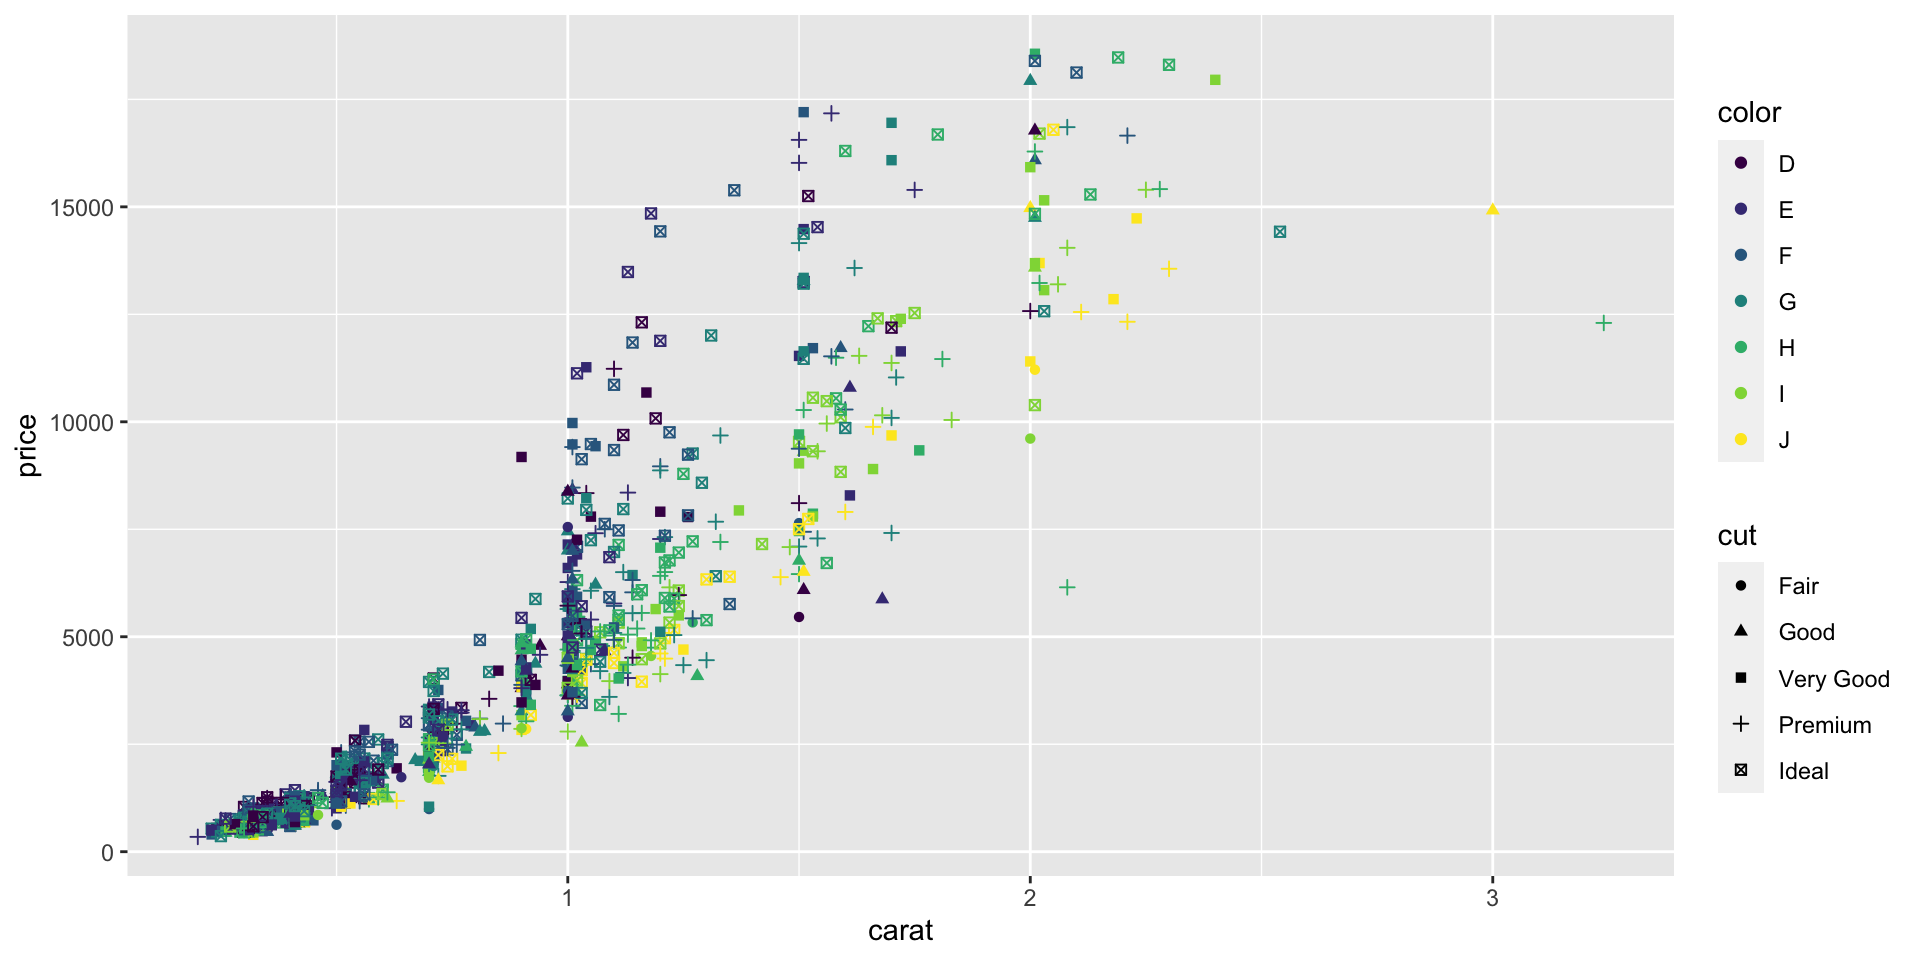 price
15000
10000
5000
0
1
2
3
carat
color
D
E
F
G
H
I
J
cut
Fair
Good
Very Good
Premium
Ideal